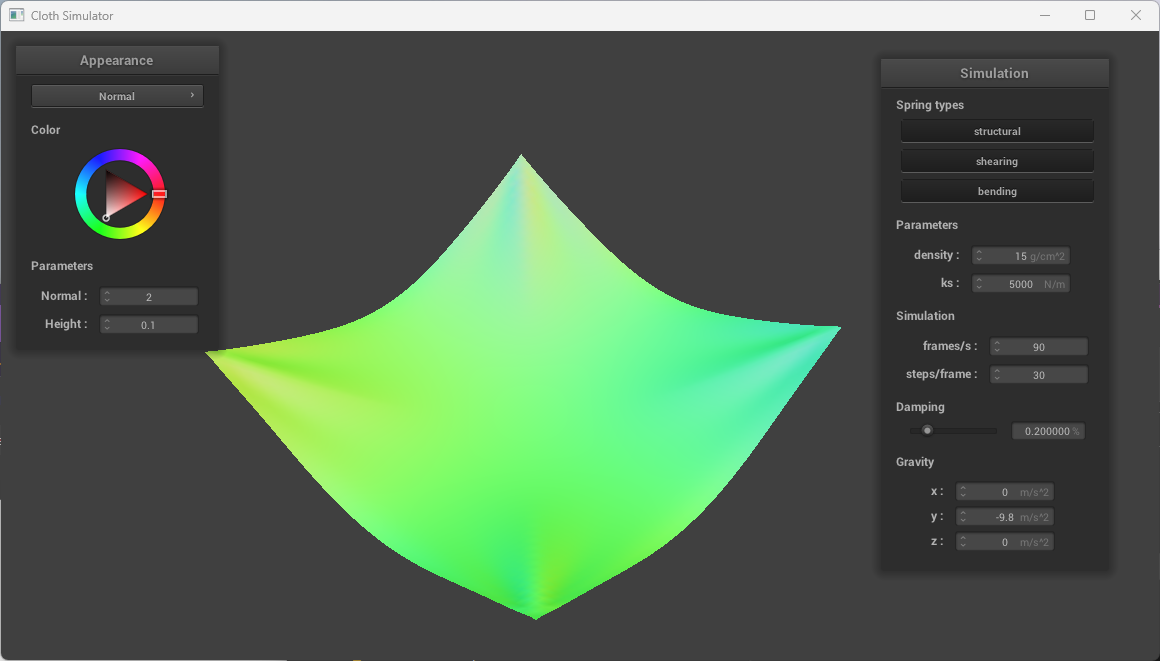 Cloth Simulator
Appearance
Normal
Color
Parameters
Normal : 2
Height : 0.1
Simulation
Spring types
structural
shearing
bending
Parameters
density : 15 g/cm^2
ks : 5000 N/m
Simulation
frames/s : 90
steps/frame : 30
Damping
0.200000 %
Gravity
x : 0 m/s^2
y : -9.8 m/s^2
z : 0 m/s^2